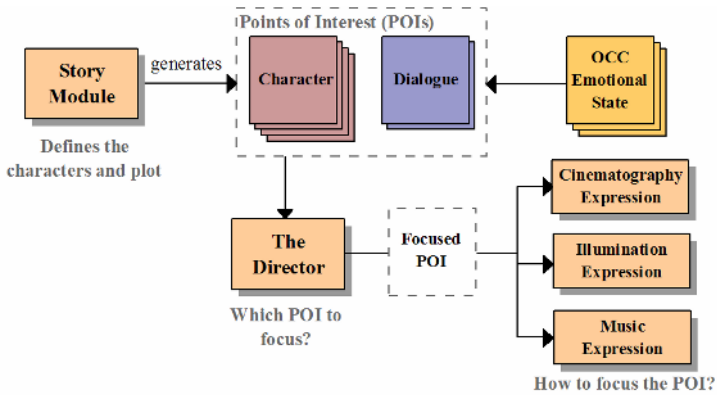 Points of Interest (POIs)
Story
Module
generates
Character
Dialogue
OCC
Emotional
State
Defines the
characters and plot
The
Director
Focused
POI
Cinematography
Expression
Illumination
Expression
Music
Expression
Which POI to
focus?
How to focus the POI?